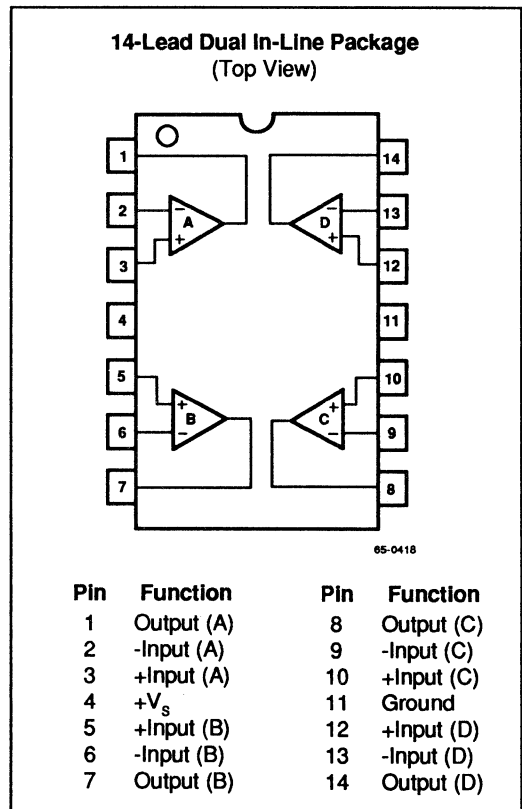 14-Lead Dual In-Line Package
(Top View)
1
14
2
−
A
+
−
D
+
13
3
12
4
11
5
10
+
B
−
+
C
−
6
9
7
8
65-0418
Pin Function Pin Function
1 Output (A) 8 Output (C)
2 -Input (A) 9 -Input (C)
3 +Input (A) 10 +Input (C)
4 +Vs 11 Ground
5 +Input (B) 12 +Input (D)
6 -Input (B) 13 -Input (D)
7 Output (B) 14 Output (D)